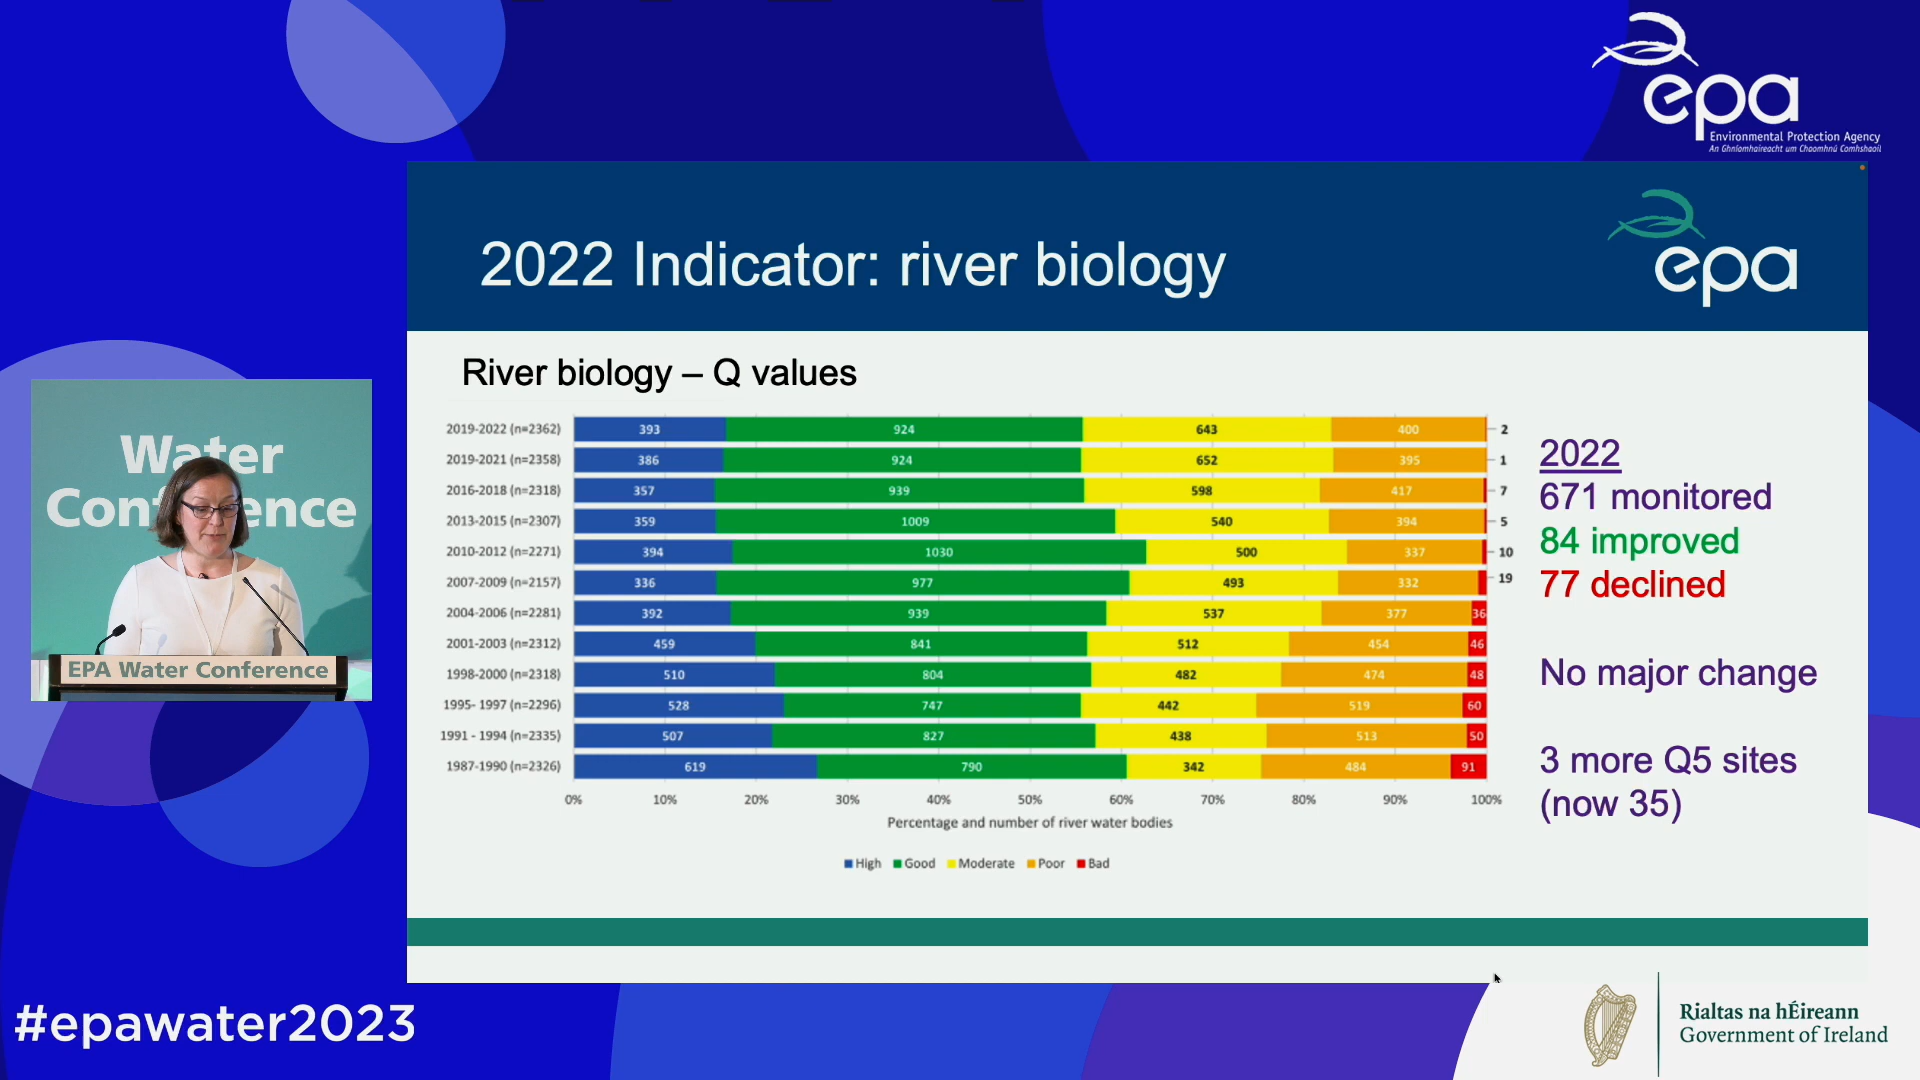 epa
Environmental Protection Agency
An Ghníomhaireacht um Chaomhnú Comhshaoil
2022 Indicator: river biology
epa
River biology – Q values
2019-2022 (n=2362) 393 924 643 400 2
2019-2021 (n=2358) 386 924 652 395 1
2016-2018 (n=2318) 357 939 598 417 7
2013-2015 (n=2307) 359 1009 540 394 5
2010-2012 (n=2271) 394 1030 500 337 10
2007-2009 (n=2157) 336 977 493 332 19
2004-2006 (n=2281) 392 939 537 377 36
2001-2003 (n=2312) 459 841 512 454 46
1998-2000 (n=2318) 510 804 482 474 48
1995- 1997 (n=2296) 528 747 442 519 60
1991 - 1994 (n=2335) 507 827 438 513 50
1987-1990 (n=2326) 619 790 342 484 91
0% 10% 20% 30% 40% 50% 60% 70% 80% 90% 100%
Percentage and number of river water bodies
High Good Moderate Poor Bad
2022
671 monitored
84 improved
77 declined
No major change
3 more Q5 sites
(now 35)
Water
Conference
EPA Water Conference
#epawater2023
Rialtas na hÉireann
Government of Ireland